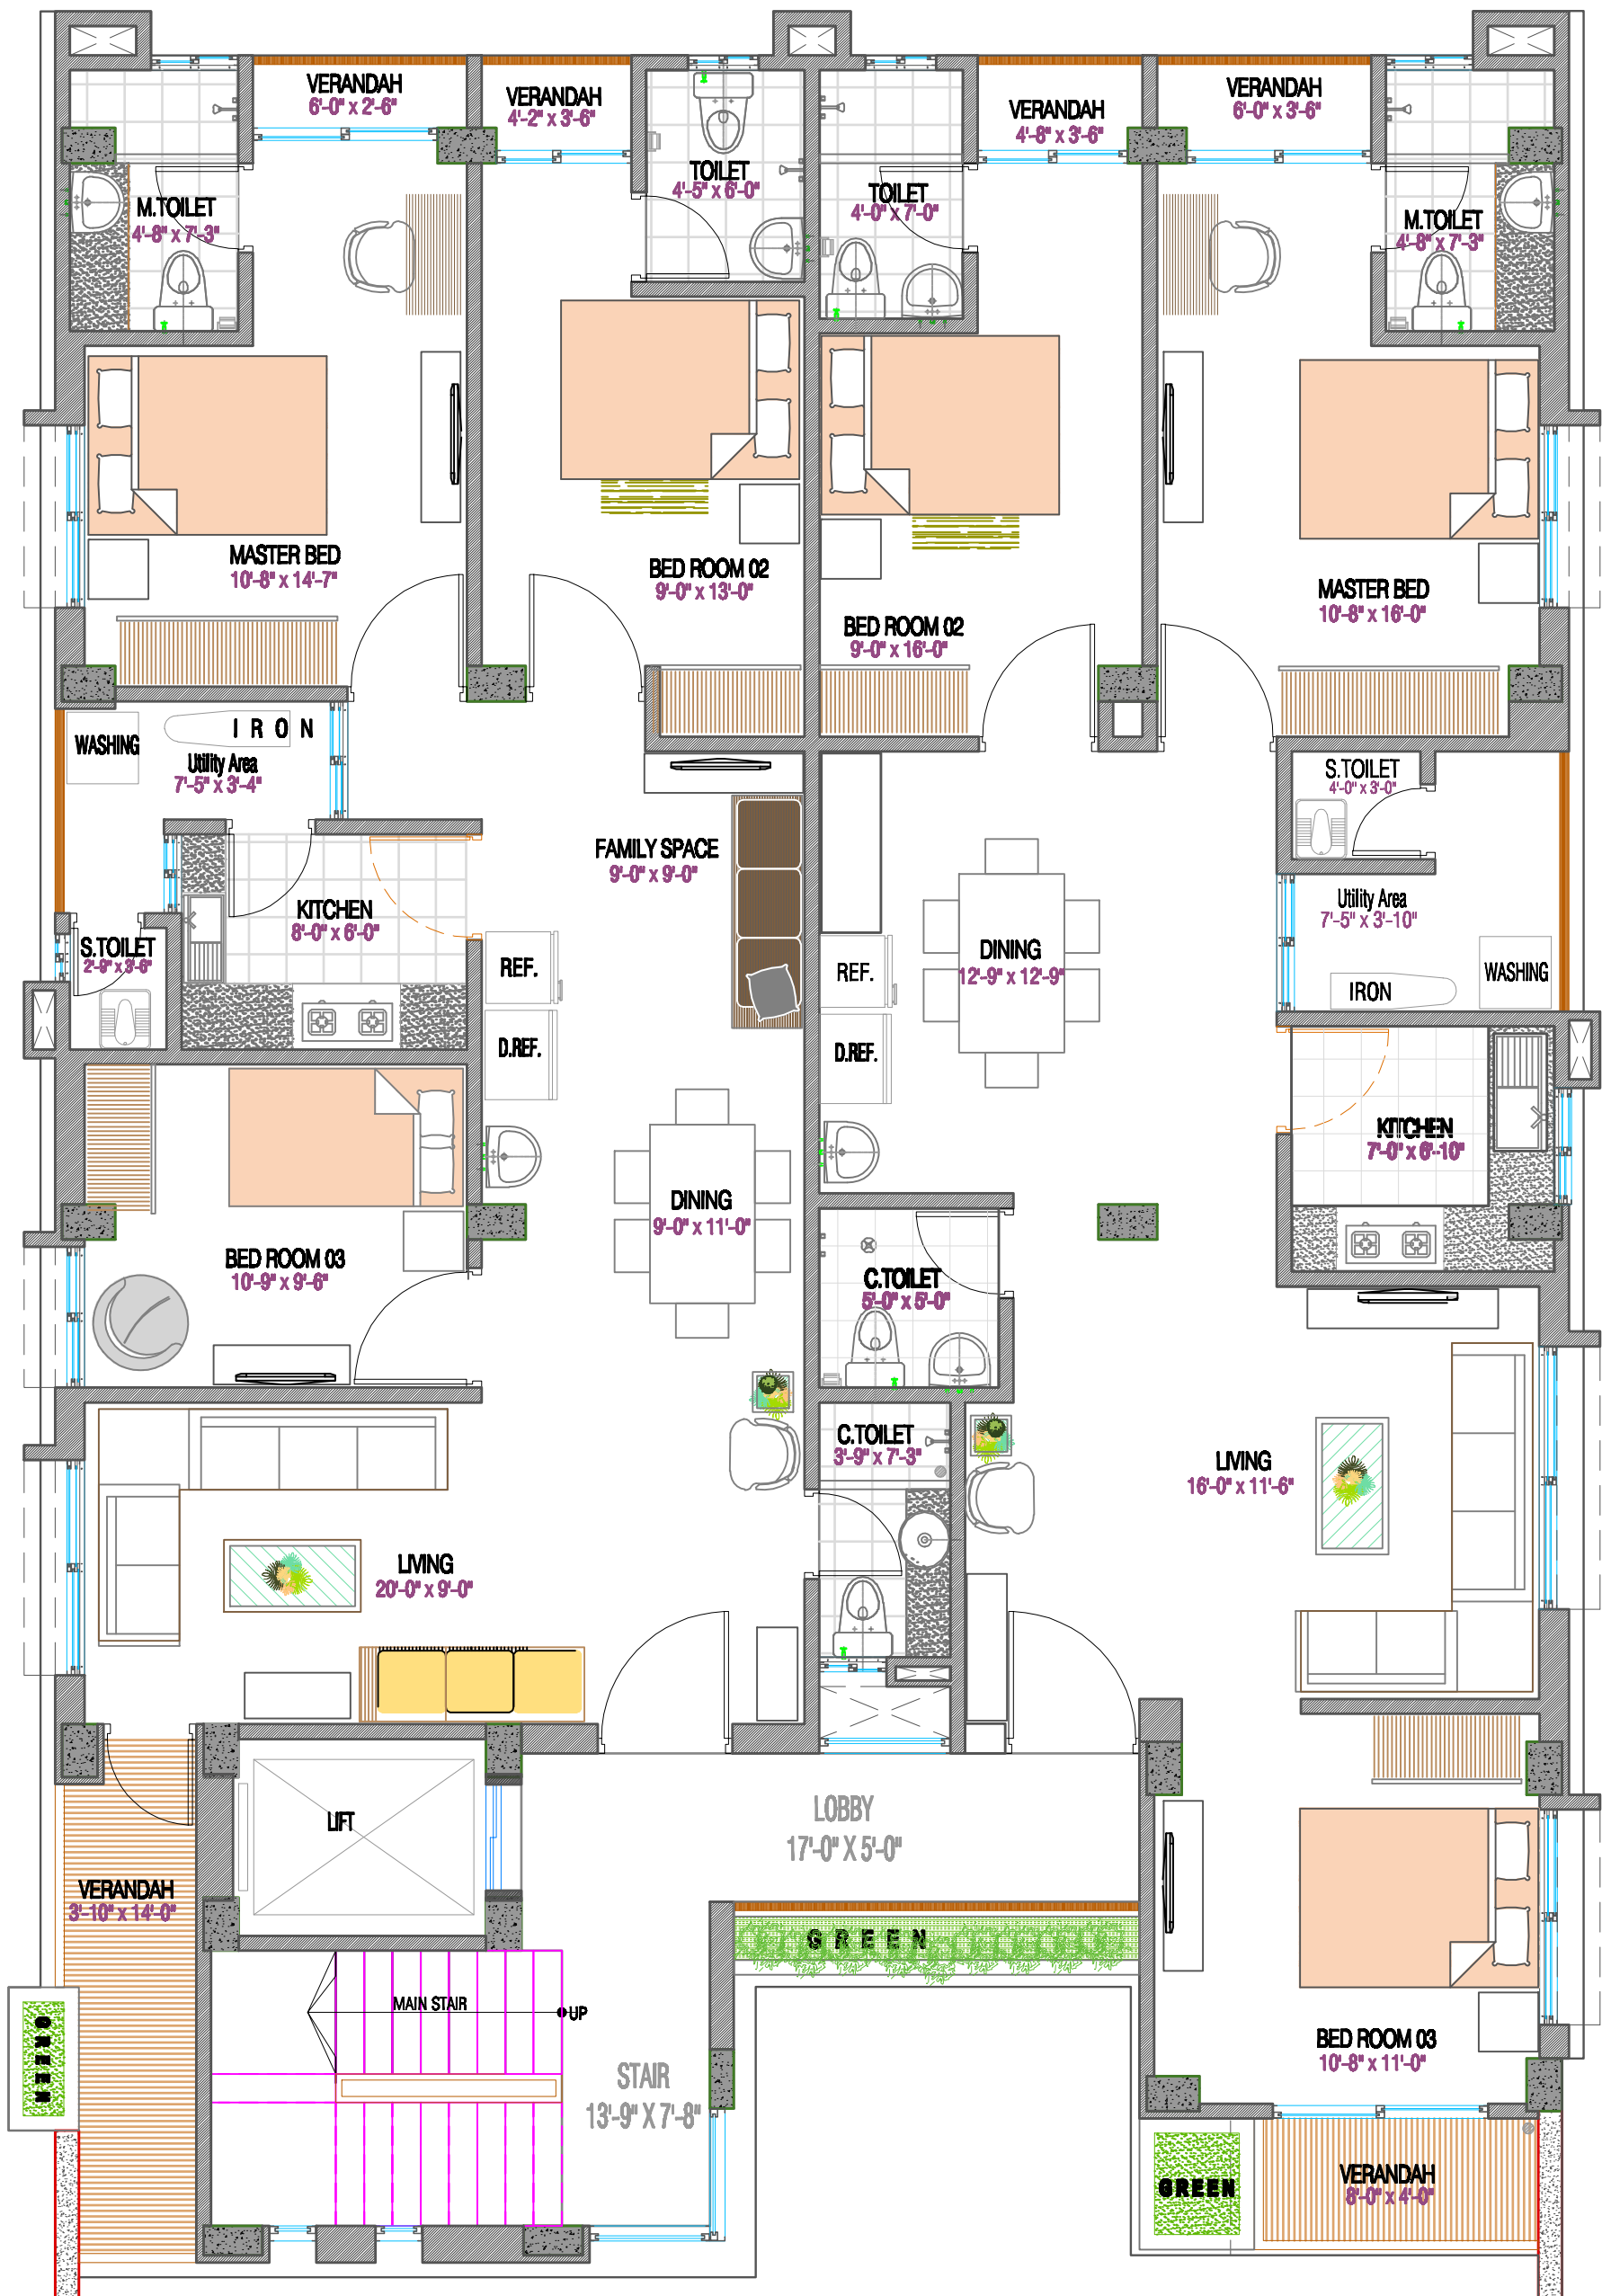 VERANDAH
6'-0" x 2'-6"
VERANDAH
4'-2" x 3'-6"
VERANDAH
4'-8" x 3'-6"
VERANDAH
6'-0" x 3'-6"
TOILET
4'-5" x 6'-0"
TOILET
4'-0" x 7'-0"
M.TOILET
4'-8" x 7'-3"
M.TOILET
4'-8" x 7'-3"
MASTER BED
10'-8" x 14'-7"
BED ROOM 02
9'-0" x 13'-0"
BED ROOM 02
9'-0" x 16'-0"
MASTER BED
10'-8" x 16'-0"
WASHING
IRON
Utility Area
7'-5" x 3'-4"
S.TOILET
4'-0" x 3'-0"
FAMILY SPACE
9'-0" x 9'-0"
KITCHEN
8'-0" x 6'-0"
S.TOILET
2'-9" x 3'-6"
REF.
D.REF.
REF.
D.REF.
DINING
12'-9" x 12'-9"
Utility Area
7'-5" x 3'-10"
IRON
WASHING
KITCHEN
7'-0" x 6'-10"
DINING
9'-0" x 11'-0"
BED ROOM 03
10'-9" x 9'-6"
C.TOILET
5'-0" x 5'-0"
C.TOILET
3'-9" x 7'-3"
LIVING
16'-0" x 11'-6"
LIVING
20'-0" x 9'-0"
LIFT
LOBBY
17'-0" X 5'-0"
VERANDAH
3'-10" x 14'-0"
GREEN
MAIN STAIR
UP
GREEN
STAIR
13'-9" X 7'-8"
BED ROOM 03
10'-8" x 11'-0"
GREEN
VERANDAH
8'-0" x 4'-0"